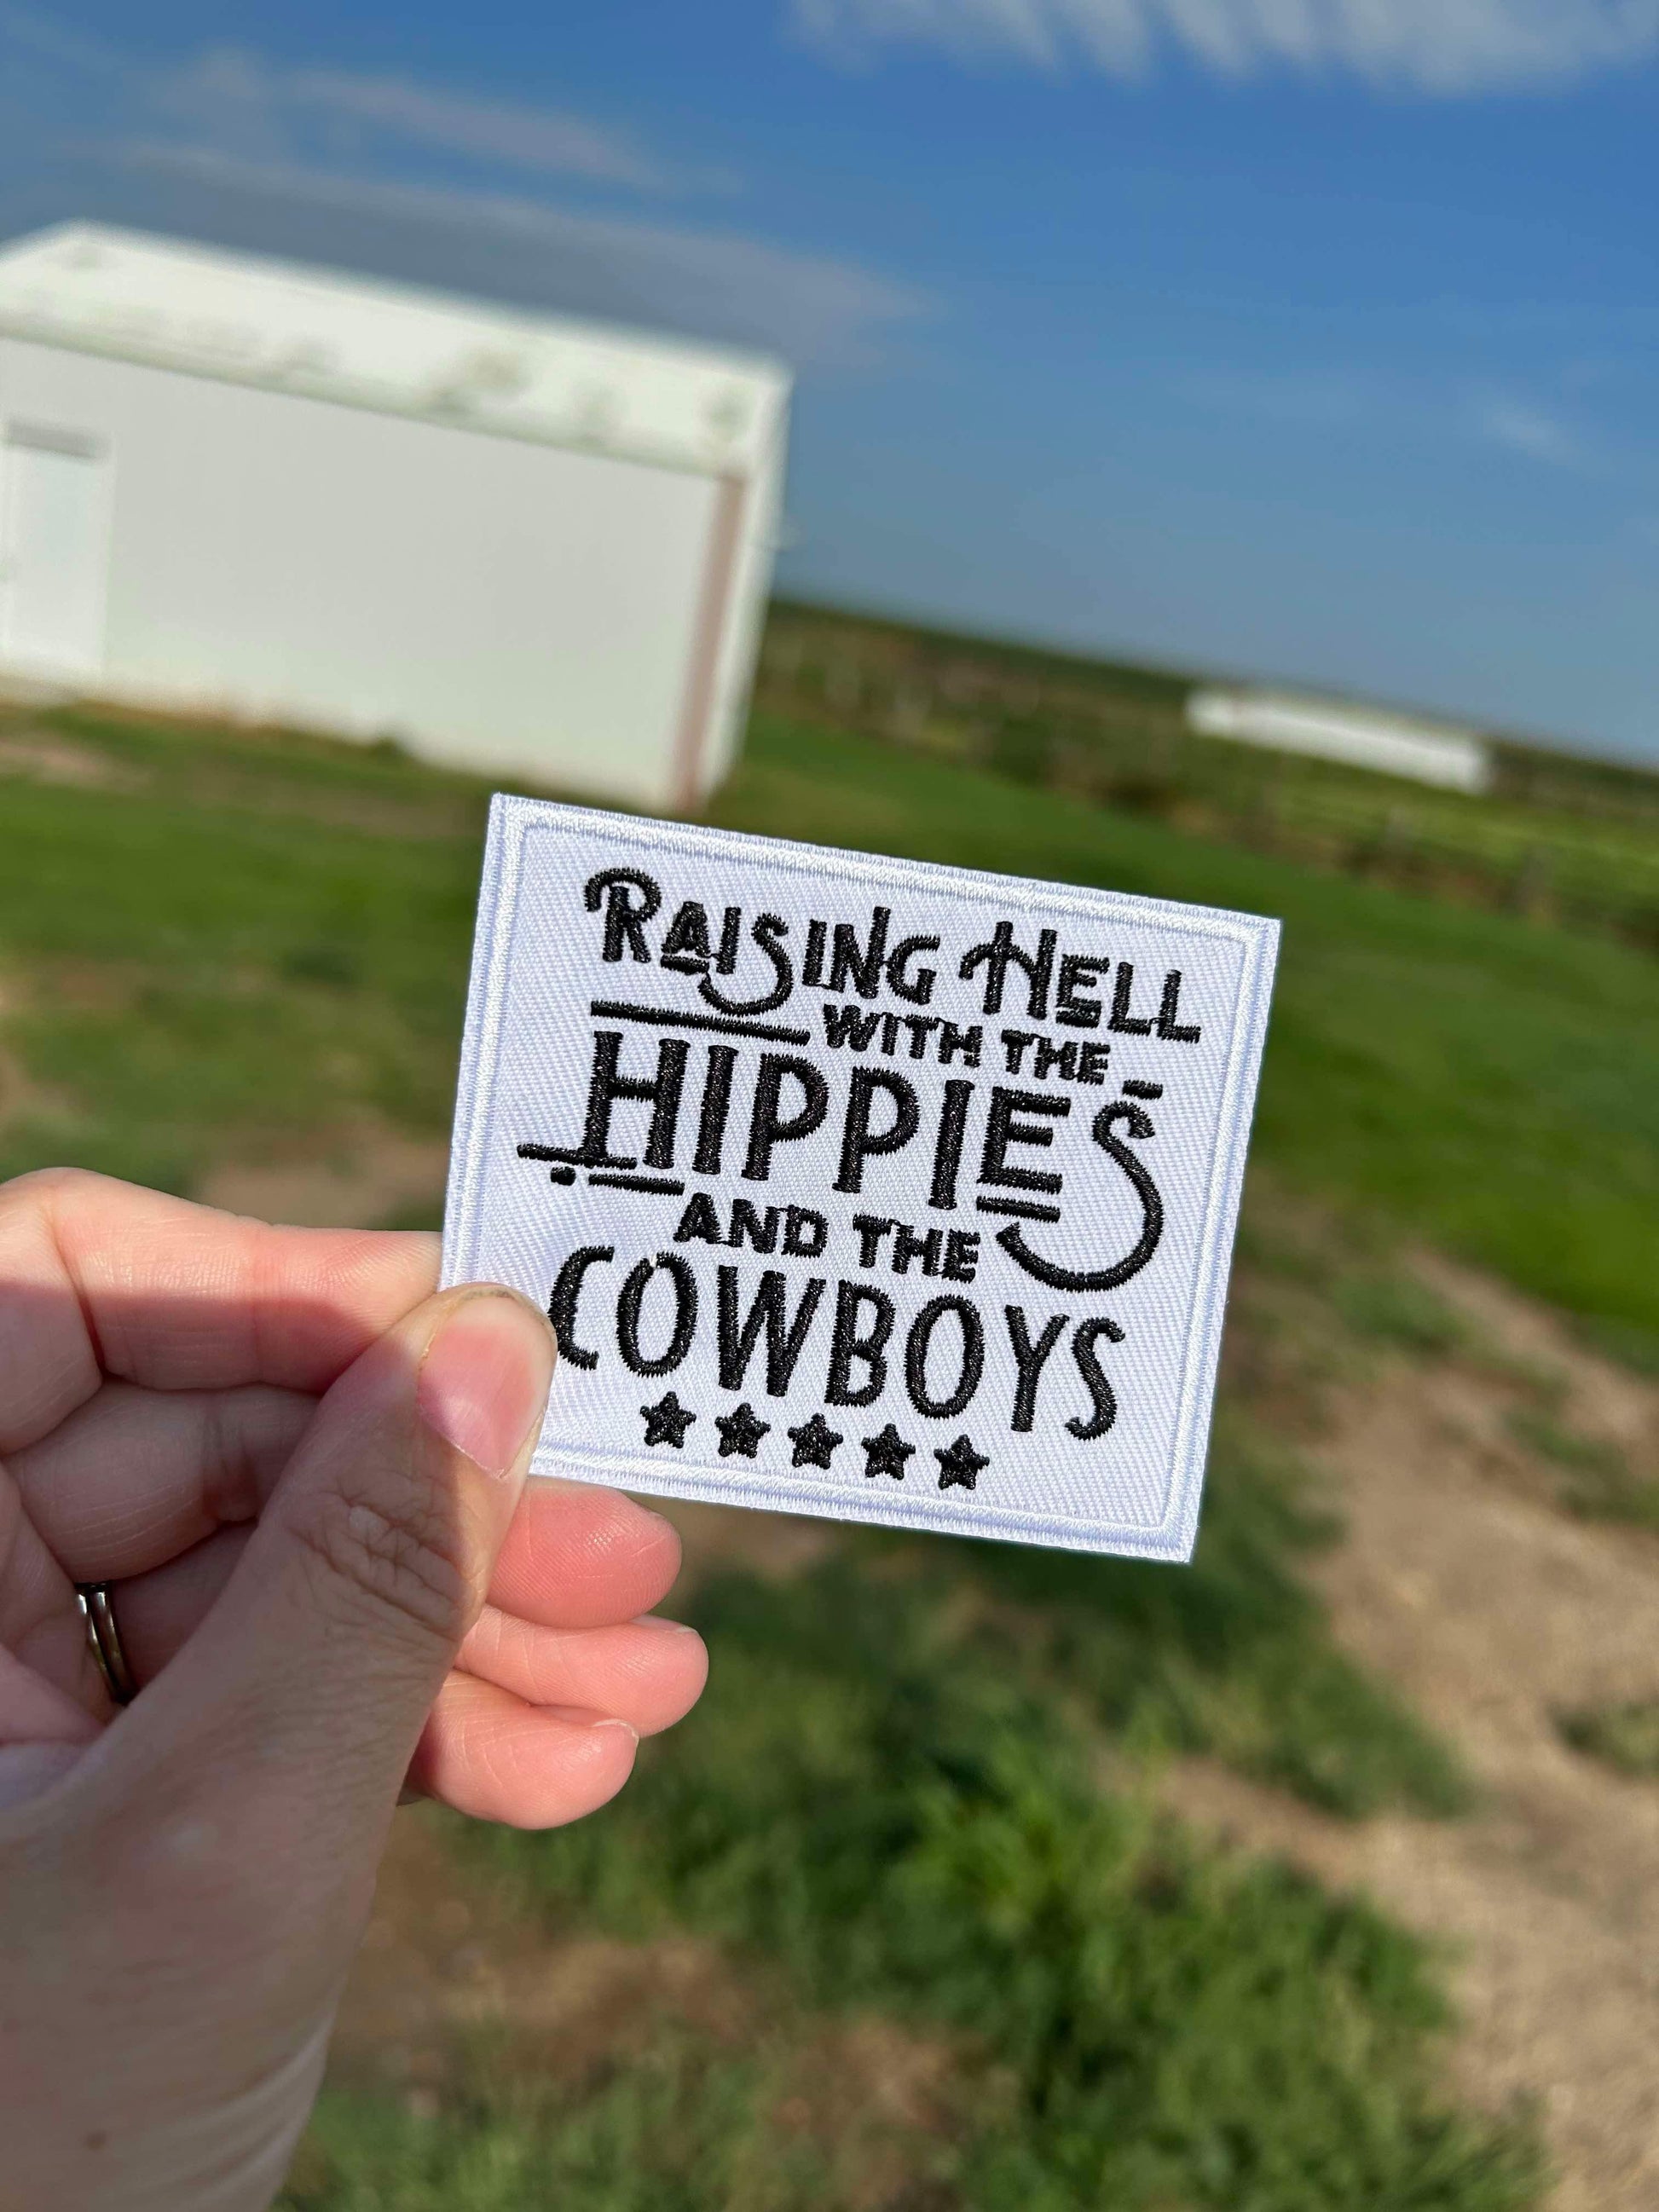 RAISING HELL
WITH THE
HIPPIES
AND THE
COWBOYS